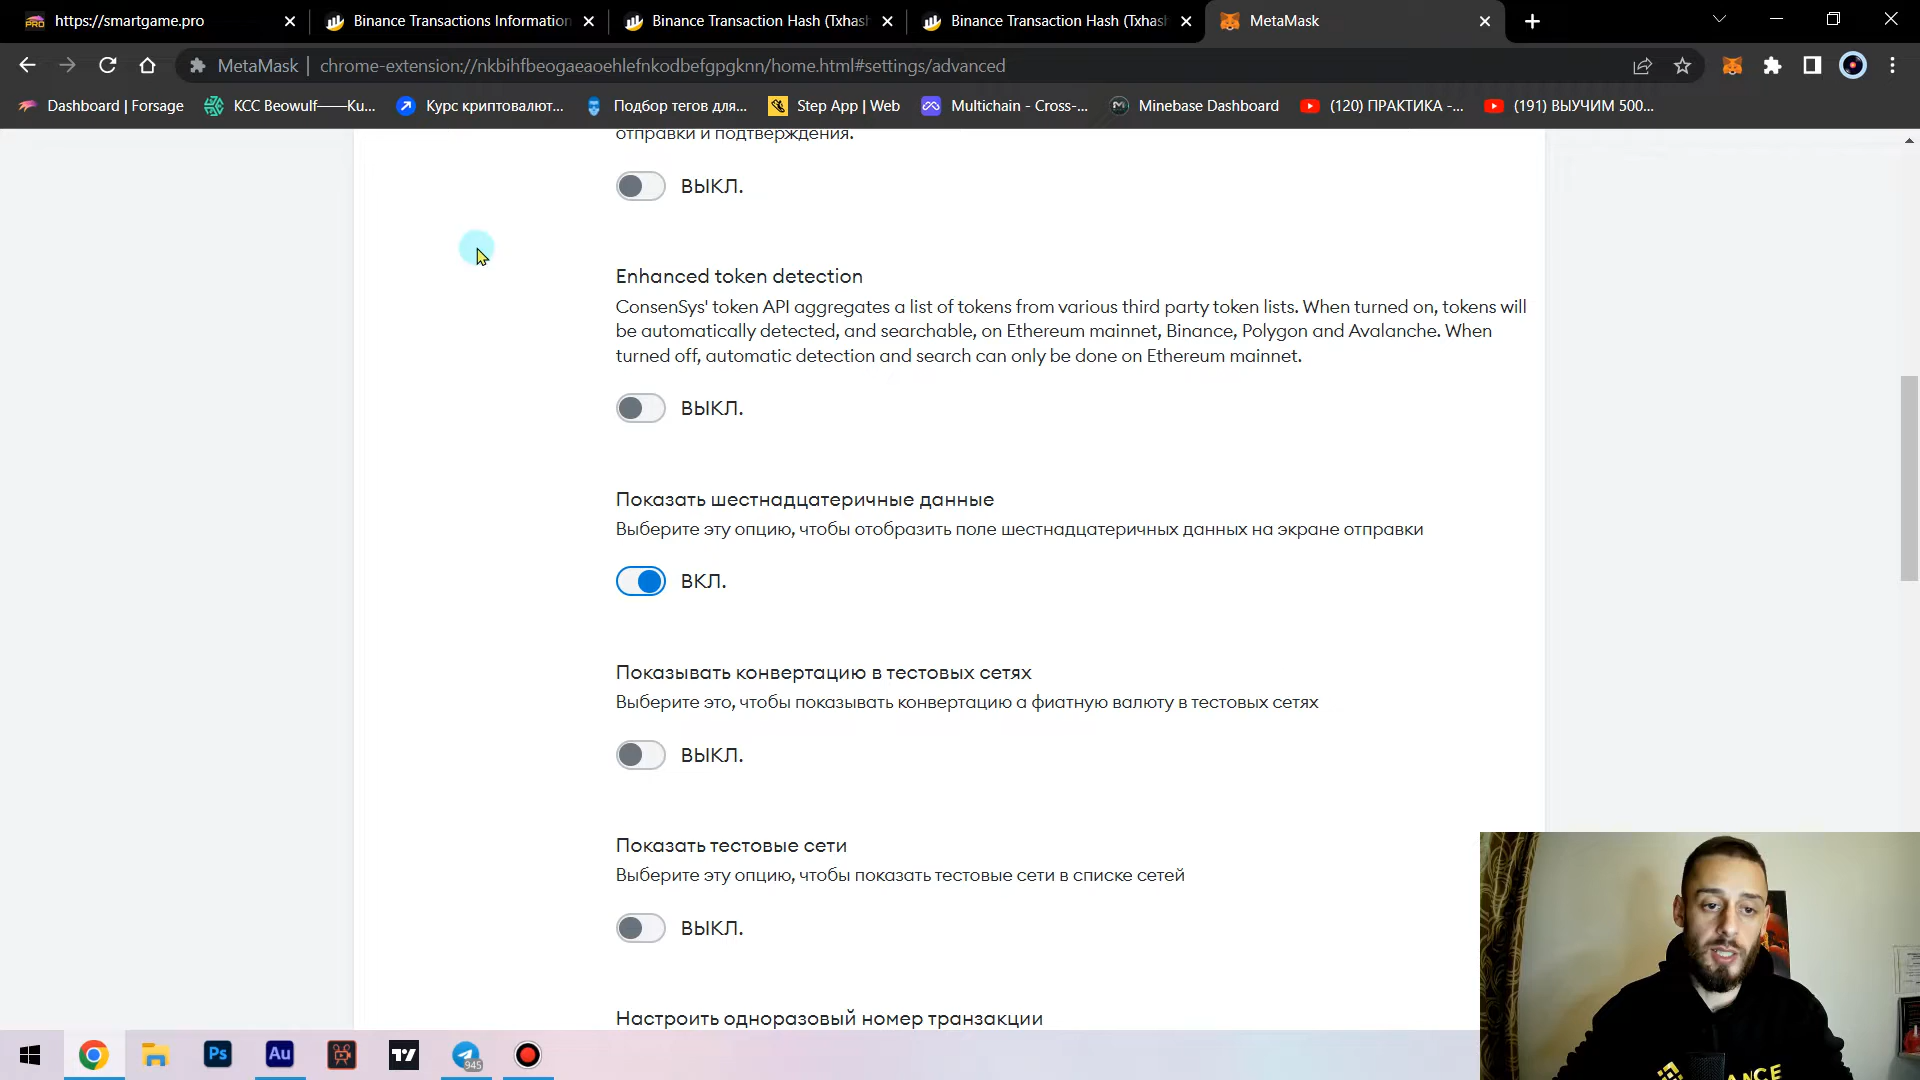 PRO https://smartgame.pro
Binance Transactions Information
Binance Transaction Hash (Txhash
Binance Transaction Hash (Txhash
MetaMask
MetaMask | chrome-extension://nkbihfbeogaeaoehlefnkodbefgpgknn/home.html#settings/advanced
Dashboard | Forsage
KCC Beowulf——Ku...
Курс криптовалют...
Подбор тегов для...
Step App | Web
Multichain - Cross-...
Minebase Dashboard
(120) ПРАКТИКА -...
(191) ВЫУЧИМ 500...
отправки и подтверждения.
ВЫКЛ.
Enhanced token detection
ConsenSys' token API aggregates a list of tokens from various third party token lists. When turned on, tokens will
be automatically detected, and searchable, on Ethereum mainnet, Binance, Polygon and Avalanche. When
turned off, automatic detection and search can only be done on Ethereum mainnet.
ВЫКЛ.
Показать шестнадцатеричные данные
Выберите эту опцию, чтобы отобразить поле шестнадцатеричных данных на экране отправки
ВКЛ.
Показывать конвертацию в тестовых сетях
Выберите это, чтобы показывать конвертацию а фиатную валюту в тестовых сетях
ВЫКЛ.
Показать тестовые сети
Выберите эту опцию, чтобы показать тестовые сети в списке сетей
ВЫКЛ.
Настроить одноразовый номер транзакции
Ps
Au
945